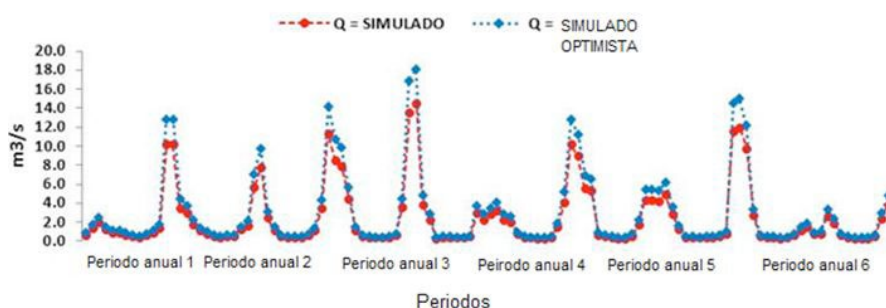 Q = SIMULADO
Q = SIMULADO
OPTIMISTA
20.0
18.0
16.0
14.0
12.0
10.0
8.0
6.0
4.0
2.0
0.0
m3/s
Periodo anual 1
Periodo anual 2
Periodo anual 3
Peirodo anual 4
Periodo anual 5
Periodo anual 6
Periodos